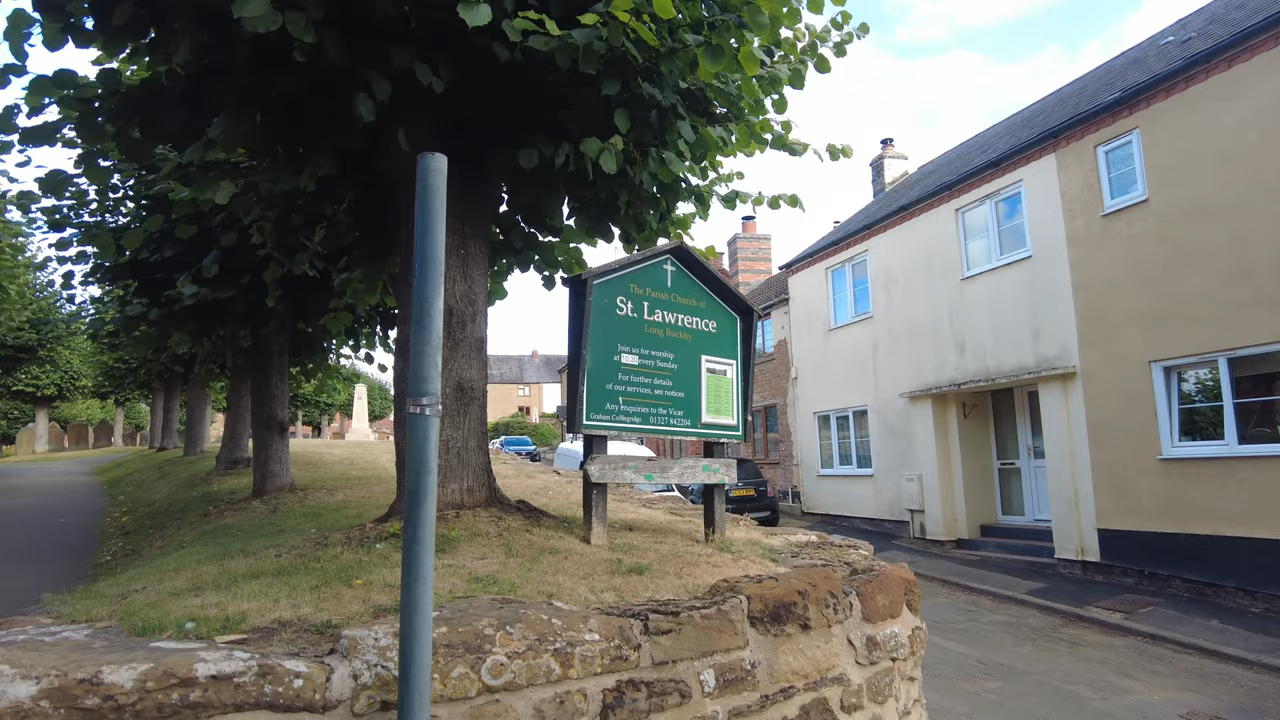 The Parish Church of
St. Lawrence
Long Buckby
Join us for worship
at 10:30 every Sunday
For further details
of our services, see notices
Any enquiries to the Vicar
Graham Collingridge 01327 842204